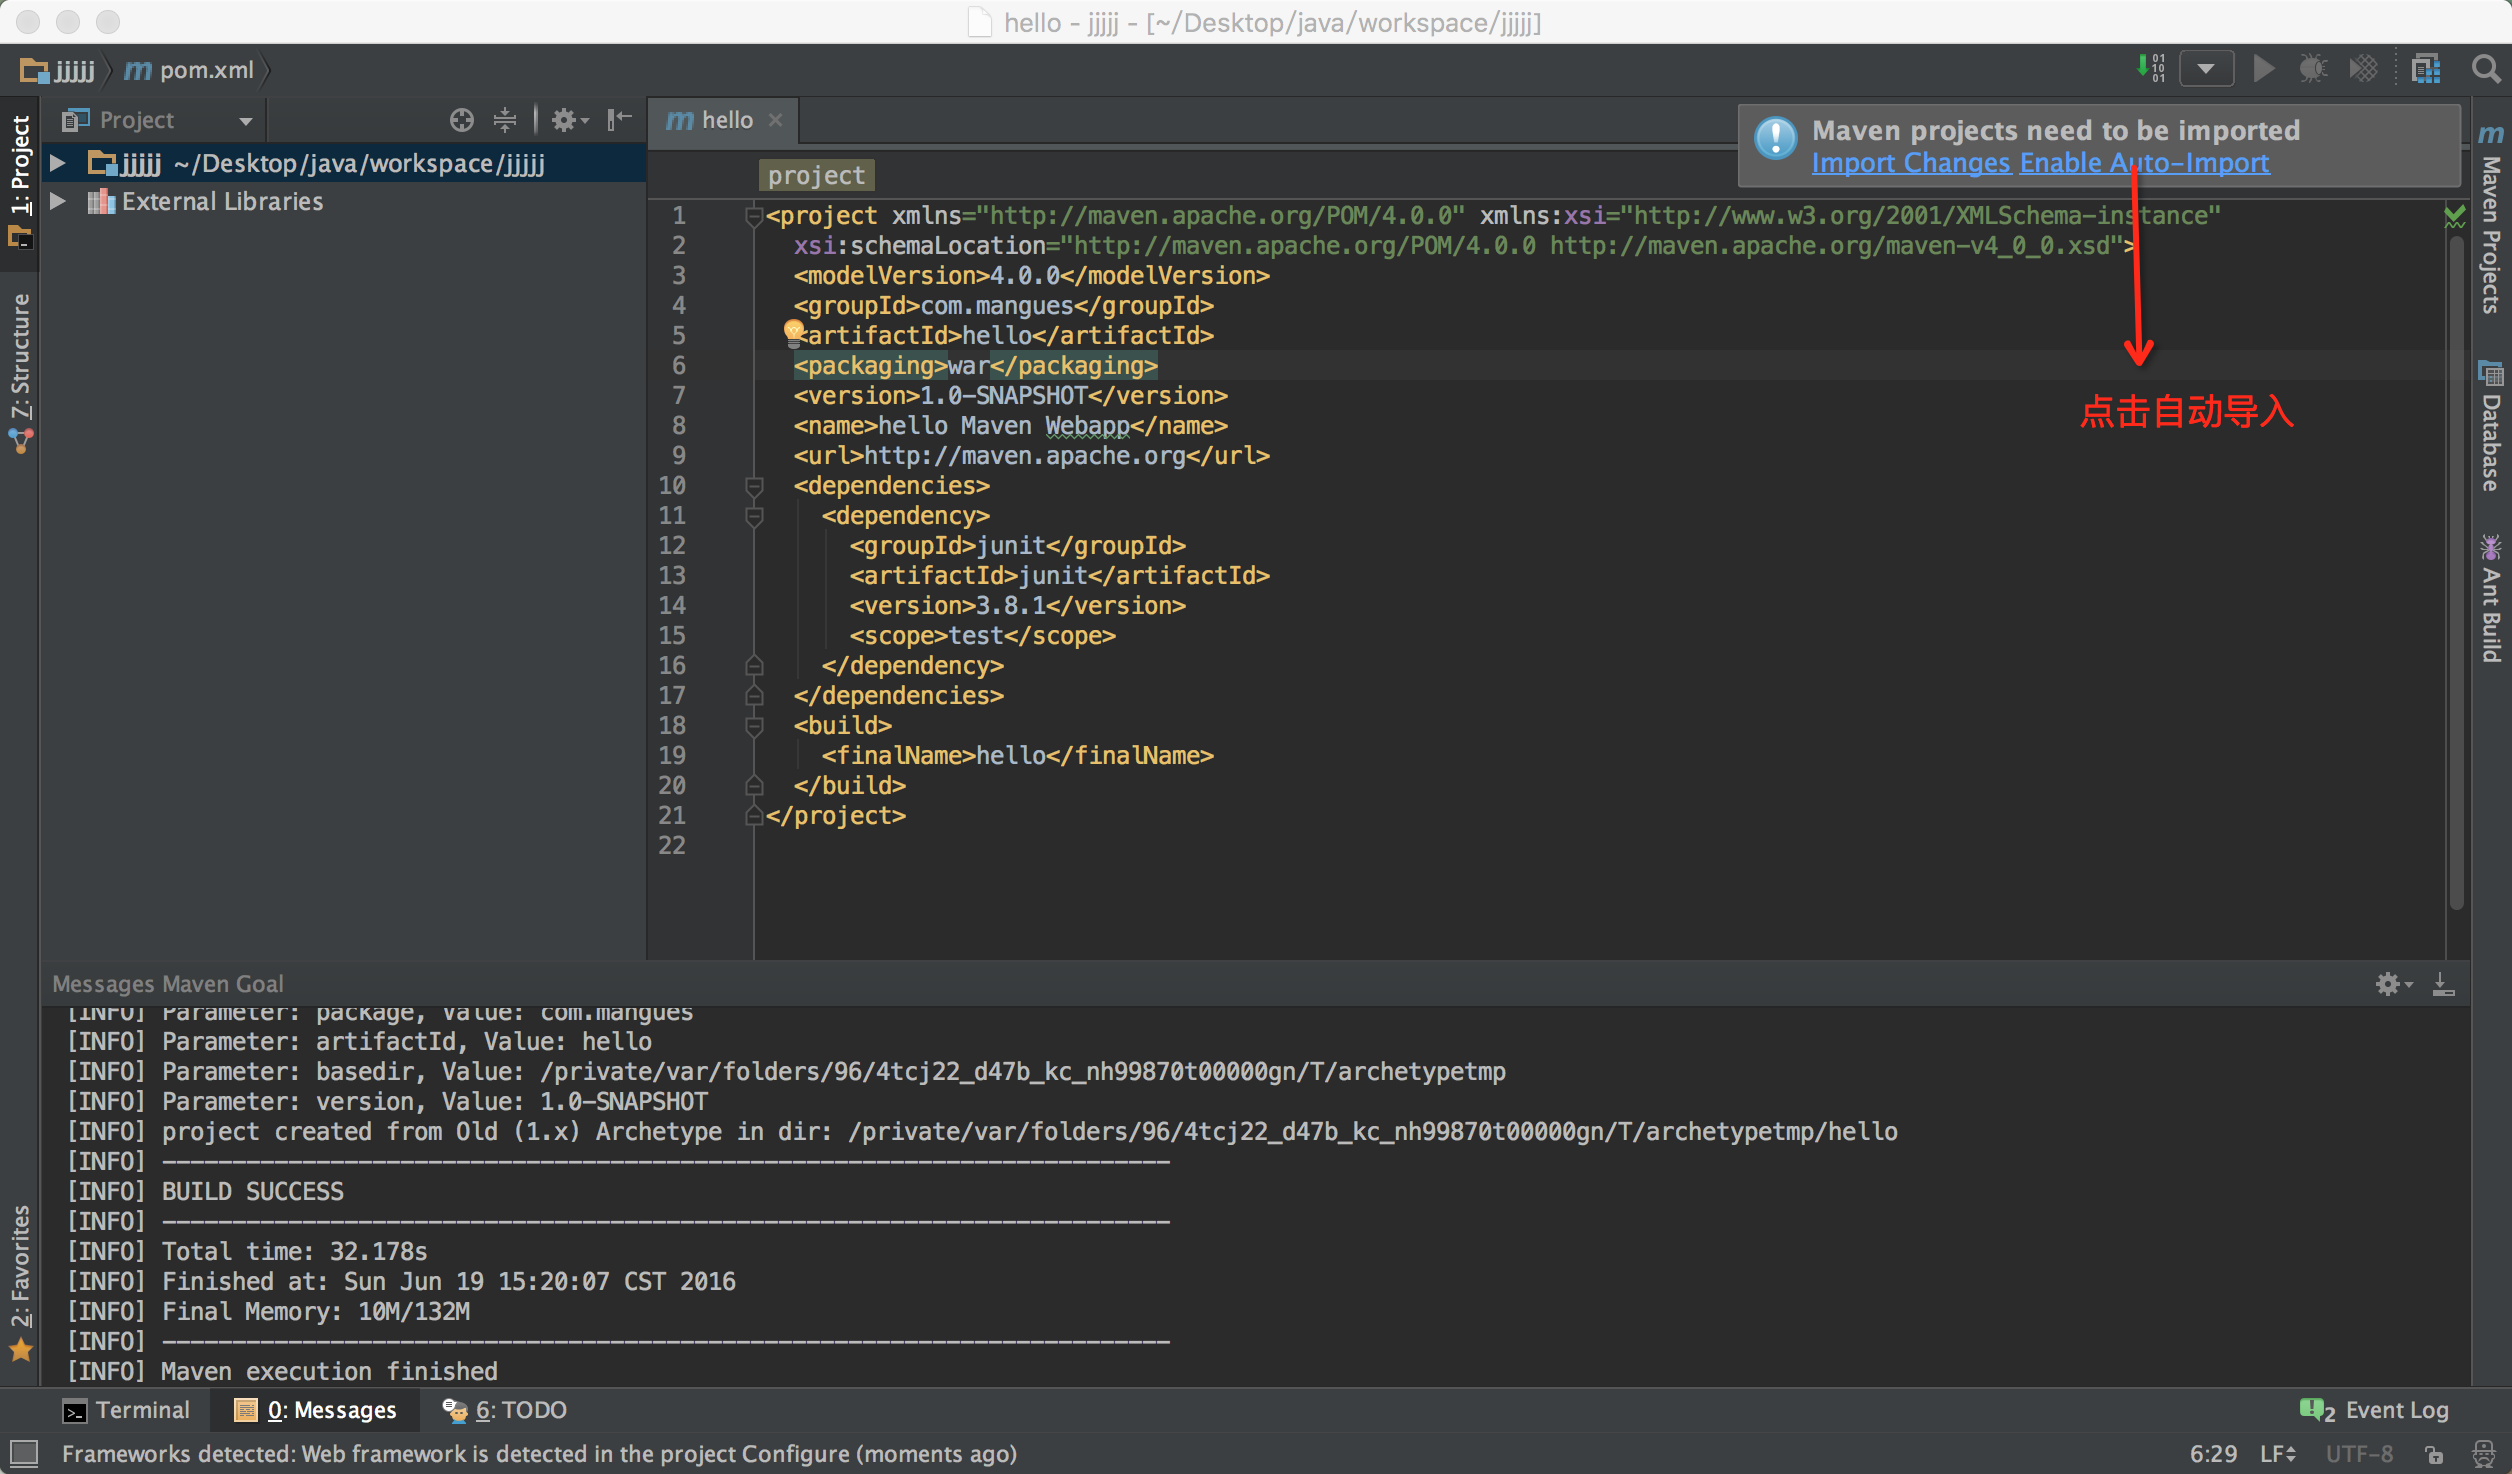 hello - jjjjj - [~/Desktop/java/workspace/jjjjj]
jjjjj
pom.xml
Project
hello
jjjjj ~/Desktop/java/workspace/jjjjj
External Libraries
Maven projects need to be imported
Import Changes Enable Auto-Import
project
1 <project xmlns="http://maven.apache.org/POM/4.0.0" xmlns:xsi="http://www.w3.org/2001/XMLSchema-instance"
2 xsi:schemaLocation="http://maven.apache.org/POM/4.0.0 http://maven.apache.org/maven-v4_0_0.xsd">
3 <modelVersion>4.0.0</modelVersion>
4 <groupId>com.mangues</groupId>
5 <artifactId>hello</artifactId>
6 <packaging>war</packaging>
7 <version>1.0-SNAPSHOT</version>
8 <name>hello Maven Webapp</name>
9 <url>http://maven.apache.org</url>
10 <dependencies>
11 <dependency>
12 <groupId>junit</groupId>
13 <artifactId>junit</artifactId>
14 <version>3.8.1</version>
15 <scope>test</scope>
16 </dependency>
17 </dependencies>
18 <build>
19 <finalName>hello</finalName>
20 </build>
21 </project>
22
点击自动导入
1: Project
7: Structure
2: Favorites
Maven Projects
Database
Ant Build
Messages Maven Goal
[INFO] Parameter: package, Value: com.mangues
[INFO] Parameter: artifactId, Value: hello
[INFO] Parameter: basedir, Value: /private/var/folders/96/4tcj22_d47b_kc_nh99870t00000gn/T/archetypetmp
[INFO] Parameter: version, Value: 1.0-SNAPSHOT
[INFO] project created from Old (1.x) Archetype in dir: /private/var/folders/96/4tcj22_d47b_kc_nh99870t00000gn/T/archetypetmp/hello
[INFO] ------------------------------------------------------------------------
[INFO] BUILD SUCCESS
[INFO] ------------------------------------------------------------------------
[INFO] Total time: 32.178s
[INFO] Finished at: Sun Jun 19 15:20:07 CST 2016
[INFO] Final Memory: 10M/132M
[INFO] ------------------------------------------------------------------------
[INFO] Maven execution finished
Terminal
0: Messages
6: TODO
2 Event Log
Frameworks detected: Web framework is detected in the project Configure (moments ago)
6:29 LF UTF-8